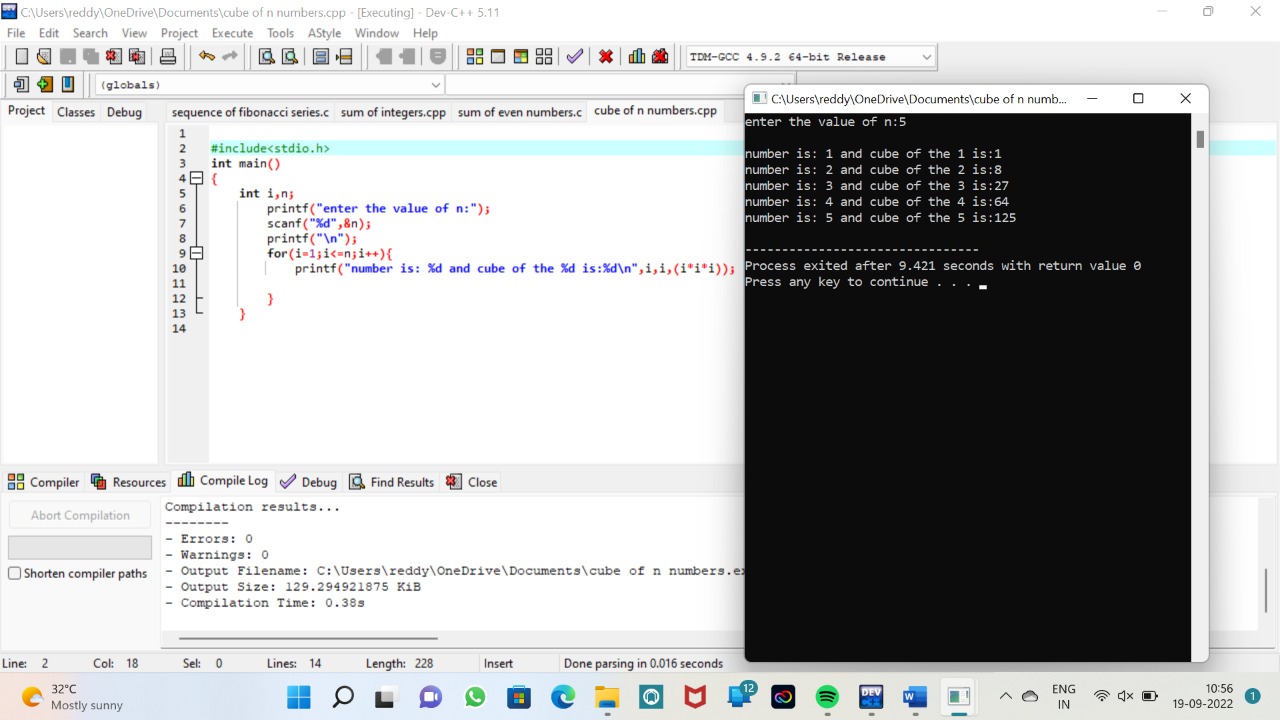 C:\Users\reddy\OneDrive\Documents\cube of n numbers.cpp - [Executing] - Dev-C++ 5.11
File Edit Search View Project Execute Tools AStyle Window Help
TDM-GCC 4.9.2 64-bit Release
(globals)
Project Classes Debug
sequence of fibonacci series.c sum of integers.cpp sum of even numbers.c cube of n numbers.cpp
1
2 #include<stdio.h>
3 int main()
4 {
5 int i,n;
6 printf("enter the value of n:");
7 scanf("%d",&n);
8 printf("\n");
9 for(i=1;i<=n;i++){
10 printf("number is: %d and cube of the %d is:%d\n",i,i,(i*i*i));
11
12 }
13 }
14
C:\Users\reddy\OneDrive\Documents\cube of n numb...
enter the value of n:5
number is: 1 and cube of the 1 is:1
number is: 2 and cube of the 2 is:8
number is: 3 and cube of the 3 is:27
number is: 4 and cube of the 4 is:64
number is: 5 and cube of the 5 is:125
------------------------------
Process exited after 9.421 seconds with return value 0
Press any key to continue . . .
Compiler Resources Compile Log Debug Find Results Close
Abort Compilation
Shorten compiler paths
Compilation results...
--------
- Errors: 0
- Warnings: 0
- Output Filename: C:\Users\reddy\OneDrive\Documents\cube of n numbers.ex
- Output Size: 129.294921875 KiB
- Compilation Time: 0.38s
Line: 2 Col: 18 Sel: 0 Lines: 14 Length: 228 Insert Done parsing in 0.016 seconds
32°C
Mostly sunny
12
DEV
W
ENG
IN
10:56
19-09-2022
1